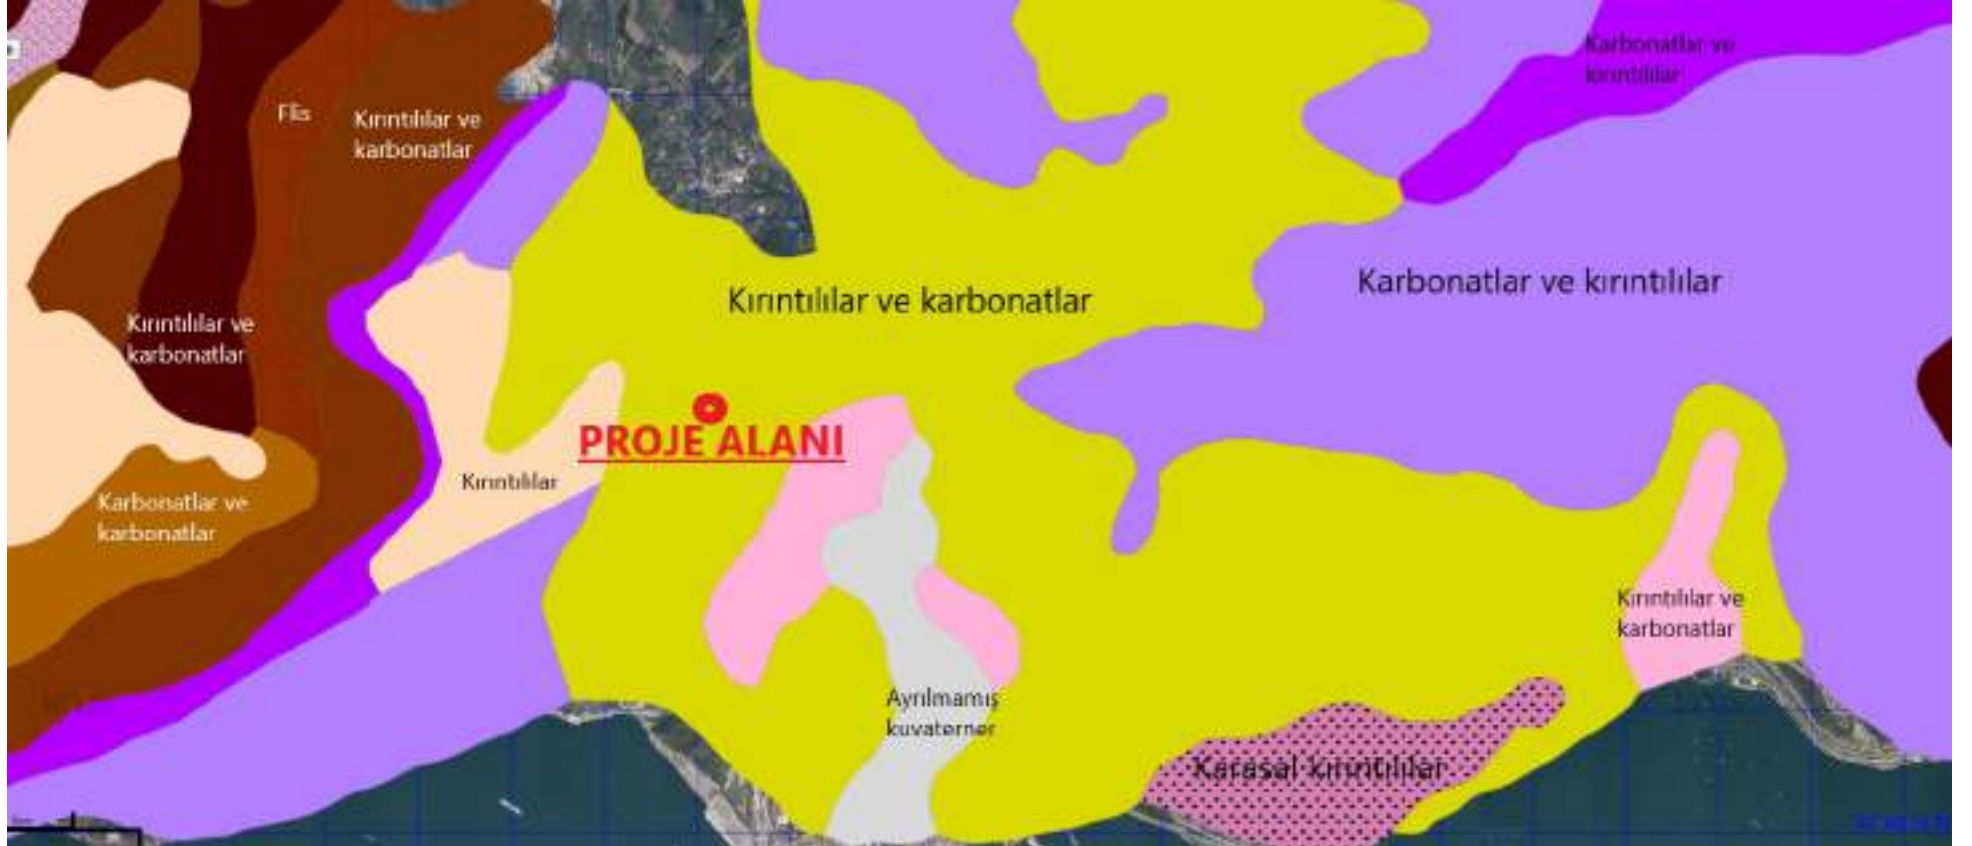 Karbonatlar ve
kırıntılılar
Flis
Kırıntılılar ve
karbonatlar
Kırıntılılar ve karbonatlar
Karbonatlar ve kırıntılılar
Kırıntılılar ve
karbonatlar
PROJE ALANI
Kırıntılılar
Karbonatlar ve
karbonatlar
Kırıntılılar ve
karbonatlar
Ayrılmamış
kuvaterner
Karasal kırıntılılar